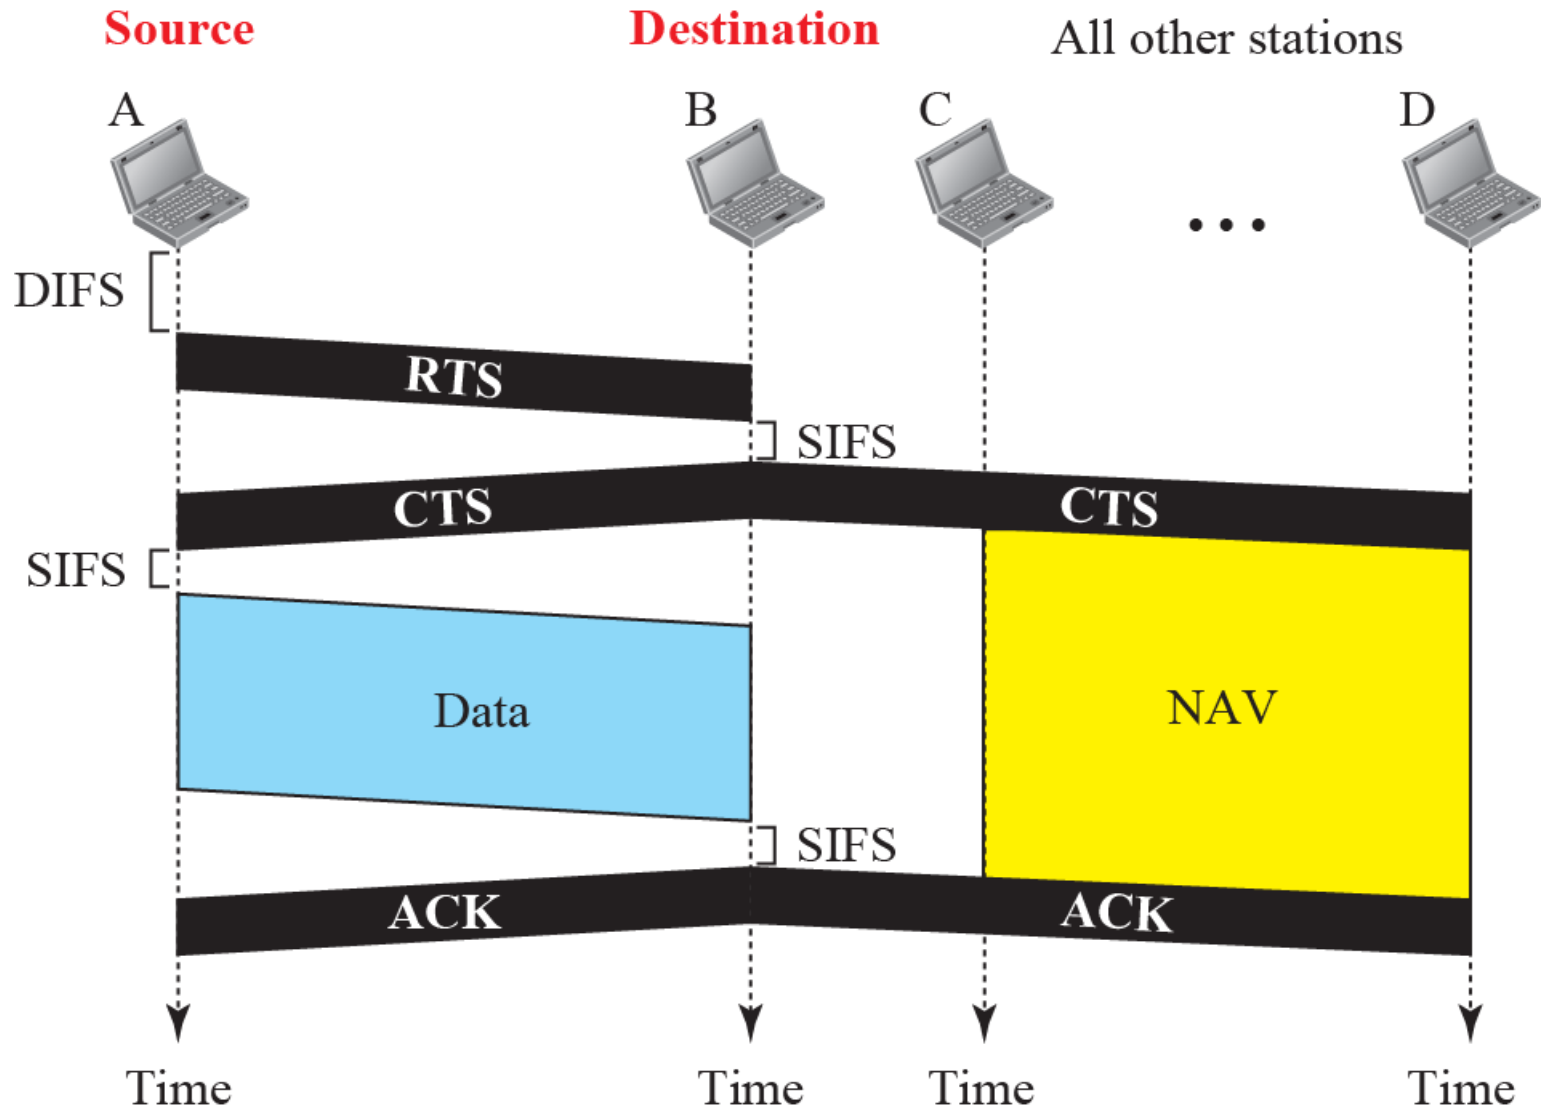 Source
Destination
All other stations
A
B
C
D
...
DIFS
RTS
SIFS
CTS
CTS
SIFS
Data
NAV
SIFS
ACK
ACK
Time
Time
Time
Time